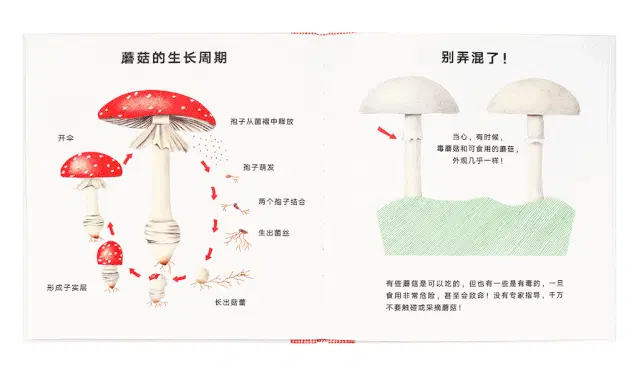 蘑菇的生长周期
开伞
孢子从菌褶中释放
孢子萌发
两个孢子结合
生出菌丝
形成子实层
长出菇蕾
别弄混了！
当心，有时候，
毒蘑菇和可食用的蘑菇，
外观几乎一样！
有些蘑菇是可以吃的，但也有一些是有毒的，一旦
食用非常危险，甚至会致命！没有专家指导，千万
不要触碰或采摘蘑菇！